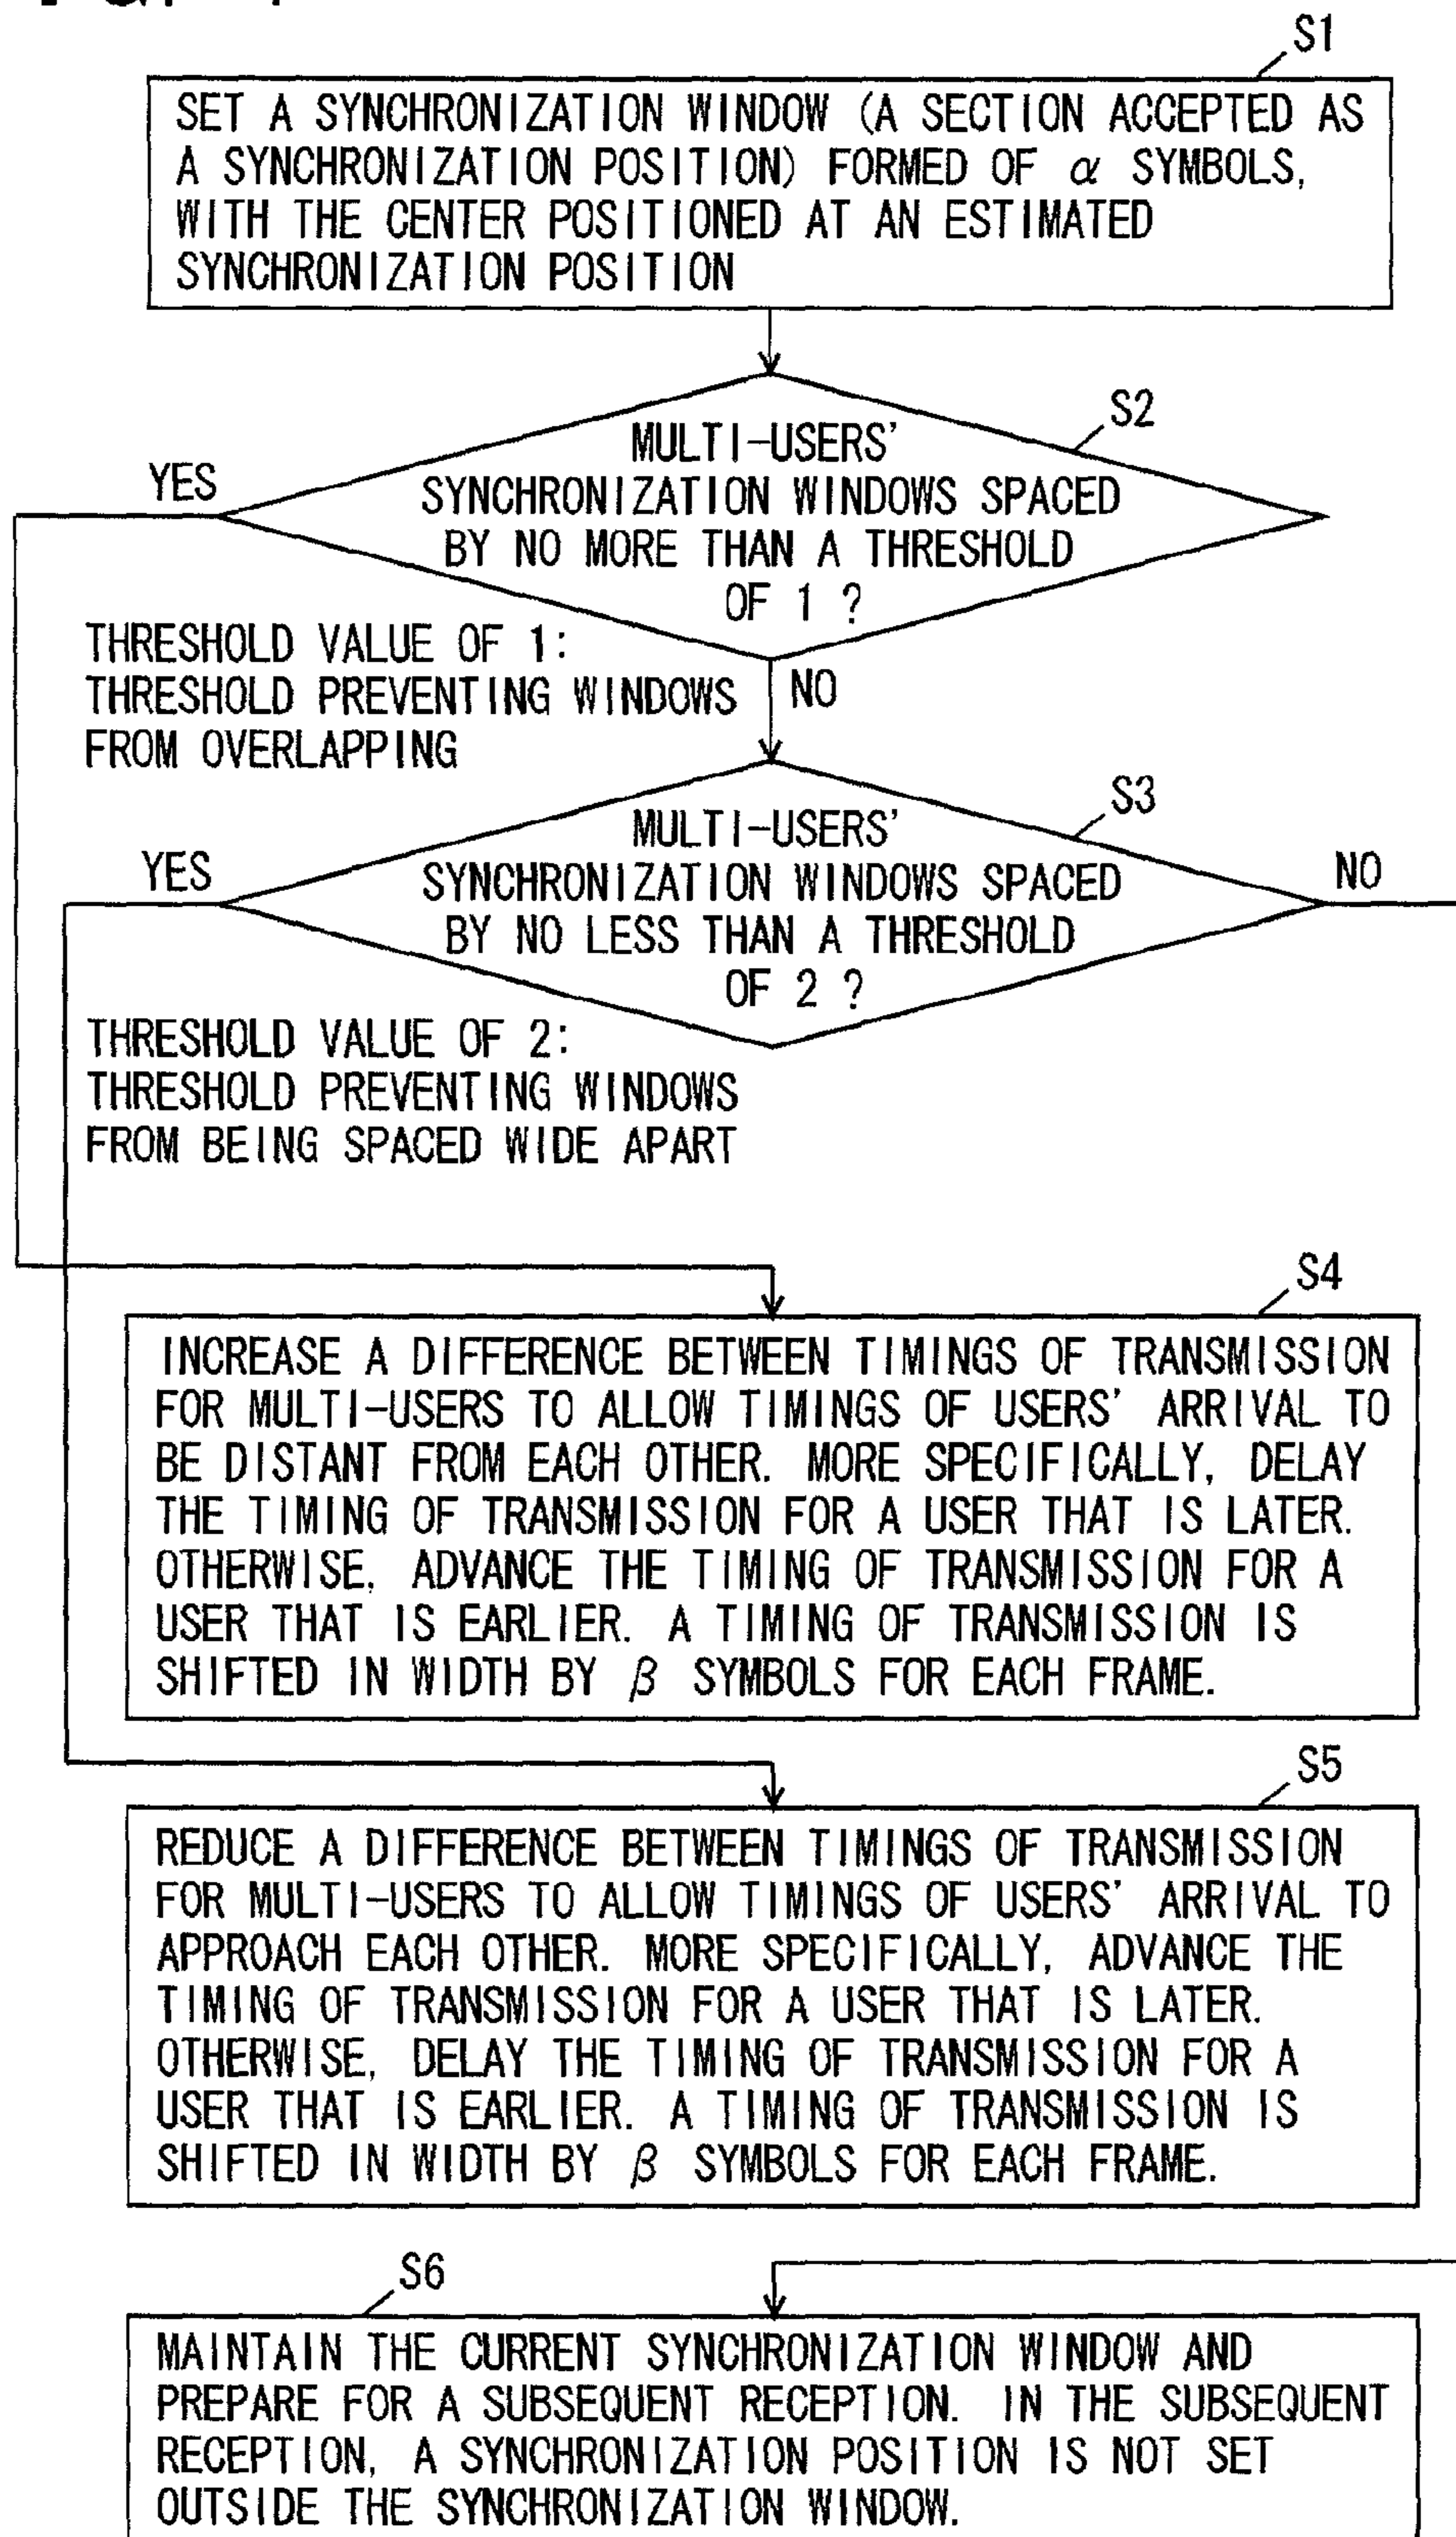 S1
SET A SYNCHRONIZATION WINDOW (A SECTION ACCEPTED AS
A SYNCHRONIZATION POSITION) FORMED OF α SYMBOLS,
WITH THE CENTER POSITIONED AT AN ESTIMATED
SYNCHRONIZATION POSITION
S2
MULTI-USERS'
SYNCHRONIZATION WINDOWS SPACED
BY NO MORE THAN A THRESHOLD
OF 1 ?
YES
NO
THRESHOLD VALUE OF 1:
THRESHOLD PREVENTING WINDOWS
FROM OVERLAPPING
S3
MULTI-USERS'
SYNCHRONIZATION WINDOWS SPACED
BY NO LESS THAN A THRESHOLD
OF 2 ?
YES
NO
THRESHOLD VALUE OF 2:
THRESHOLD PREVENTING WINDOWS
FROM BEING SPACED WIDE APART
S4
INCREASE A DIFFERENCE BETWEEN TIMINGS OF TRANSMISSION
FOR MULTI-USERS TO ALLOW TIMINGS OF USERS' ARRIVAL TO
BE DISTANT FROM EACH OTHER. MORE SPECIFICALLY, DELAY
THE TIMING OF TRANSMISSION FOR A USER THAT IS LATER.
OTHERWISE, ADVANCE THE TIMING OF TRANSMISSION FOR A
USER THAT IS EARLIER. A TIMING OF TRANSMISSION IS
SHIFTED IN WIDTH BY β SYMBOLS FOR EACH FRAME.
S5
REDUCE A DIFFERENCE BETWEEN TIMINGS OF TRANSMISSION
FOR MULTI-USERS TO ALLOW TIMINGS OF USERS' ARRIVAL TO
APPROACH EACH OTHER. MORE SPECIFICALLY, ADVANCE THE
TIMING OF TRANSMISSION FOR A USER THAT IS LATER.
OTHERWISE, DELAY THE TIMING OF TRANSMISSION FOR A
USER THAT IS EARLIER. A TIMING OF TRANSMISSION IS
SHIFTED IN WIDTH BY β SYMBOLS FOR EACH FRAME.
S6
MAINTAIN THE CURRENT SYNCHRONIZATION WINDOW AND
PREPARE FOR A SUBSEQUENT RECEPTION. IN THE SUBSEQUENT
RECEPTION, A SYNCHRONIZATION POSITION IS NOT SET
OUTSIDE THE SYNCHRONIZATION WINDOW.